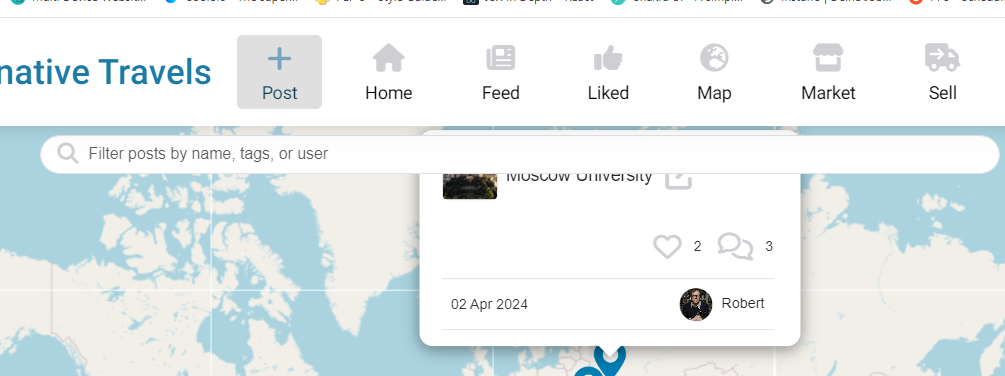 native Travels
Post
Home
Feed
Liked
Map
Market
Sell
Filter posts by name, tags, or user
Moscow University
2
3
02 Apr 2024
Robert